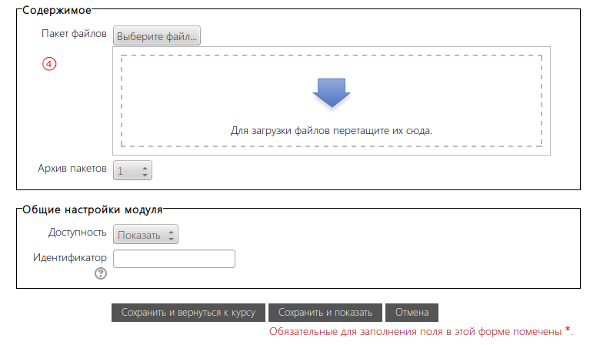 Содержимое
Пакет файлов Выберите файл...
4
Для загрузки файлов перетащите их сюда.
Архив пакетов 1
Общие настройки модуля
Доступность Показать
Идентификатор
?
Сохранить и вернуться к курсу Сохранить и показать Отмена
Обязательные для заполнения поля в этой форме помечены *.